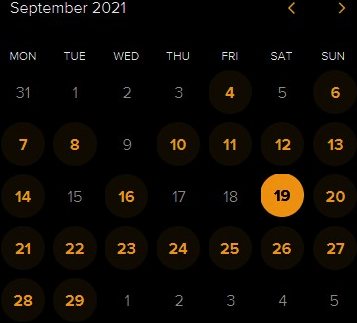 September 2021
MON TUE WED THU FRI SAT SUN
31 1 2 3 4 5 6
7 8 9 10 11 12 13
14 15 16 17 18 19 20
21 22 23 24 25 26 27
28 29 1 2 3 4 5